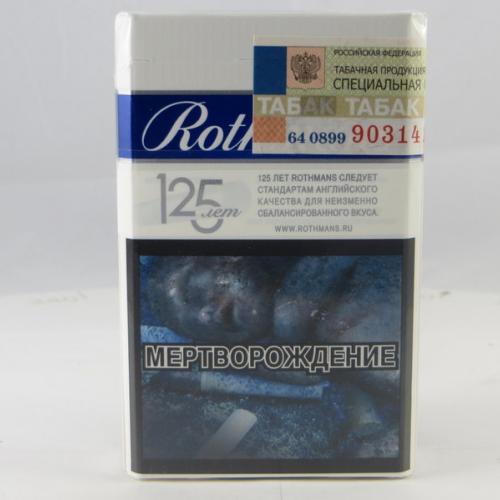 РОССИЙСКАЯ ФЕДЕРАЦИЯ
ТАБАЧНАЯ ПРОДУКЦИЯ
СПЕЦИАЛЬНАЯ
ТАБАК ТАБАК
64 0899 90314
Roth
125 лет
125 ЛЕТ ROTHMANS СЛЕДУЕТ
СТАНДАРТАМ АНГЛИЙСКОГО
КАЧЕСТВА ДЛЯ НЕИЗМЕННО
СБАЛАНСИРОВАННОГО ВКУСА.
WWW.ROTHMANS.RU
МЕРТВОРОЖДЕНИЕ